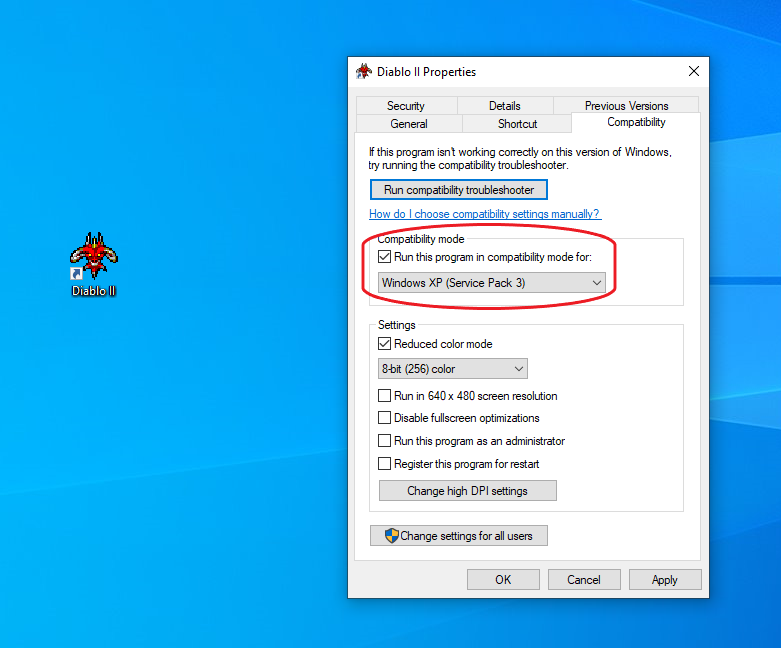 Diablo II Properties
Security Details Previous Versions
General Shortcut Compatibility
If this program isn't working correctly on this version of Windows,
try running the compatibility troubleshooter.
Run compatibility troubleshooter
How do I choose compatibility settings manually?
Compatibility mode
Run this program in compatibility mode for:
Windows XP (Service Pack 3)
Settings
Reduced color mode
8-bit (256) color
Run in 640 x 480 screen resolution
Disable fullscreen optimizations
Run this program as an administrator
Register this program for restart
Change high DPI settings
Change settings for all users
OK Cancel Apply
Diablo II